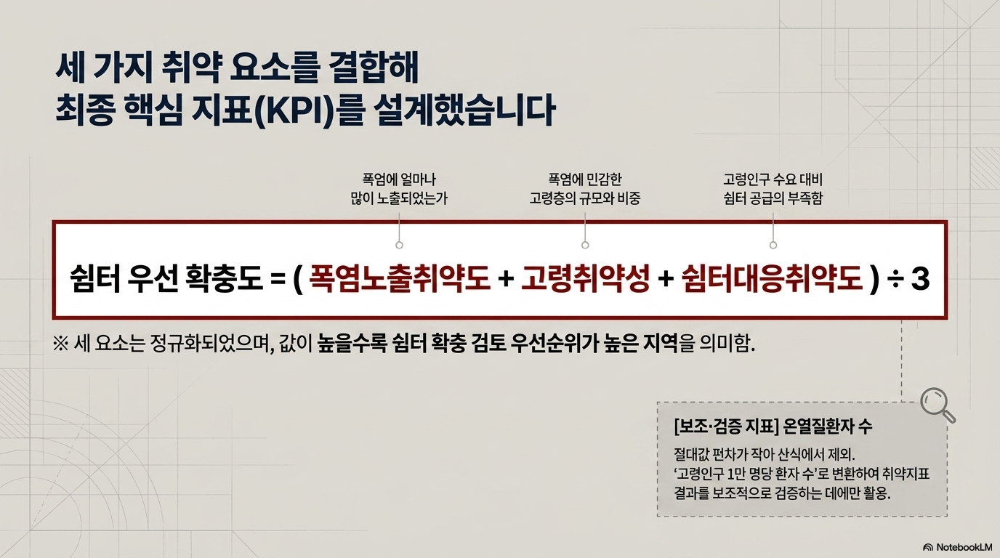 세 가지 취약 요소를 결합해
최종 핵심 지표(KPI)를 설계했습니다
폭염에 얼마나
많이 노출되었는가
폭염에 민감한
고령층의 규모와 비중
고령인구 수요 대비
쉼터 공급의 부족함
쉼터 우선 확충도 = ( 폭염노출취약도 + 고령취약성 + 쉼터대응취약도 ) ÷ 3
※ 세 요소는 정규화되었으며, 값이 높을수록 쉼터 확충 검토 우선순위가 높은 지역을 의미함.
[보조·검증 지표] 온열질환자 수
절대값 편차가 작아 산식에서 제외.
‘고령인구 1만 명당 환자 수’로 변환하여 취약지표
결과를 보조적으로 검증하는 데에만 활용.
NotebookLM